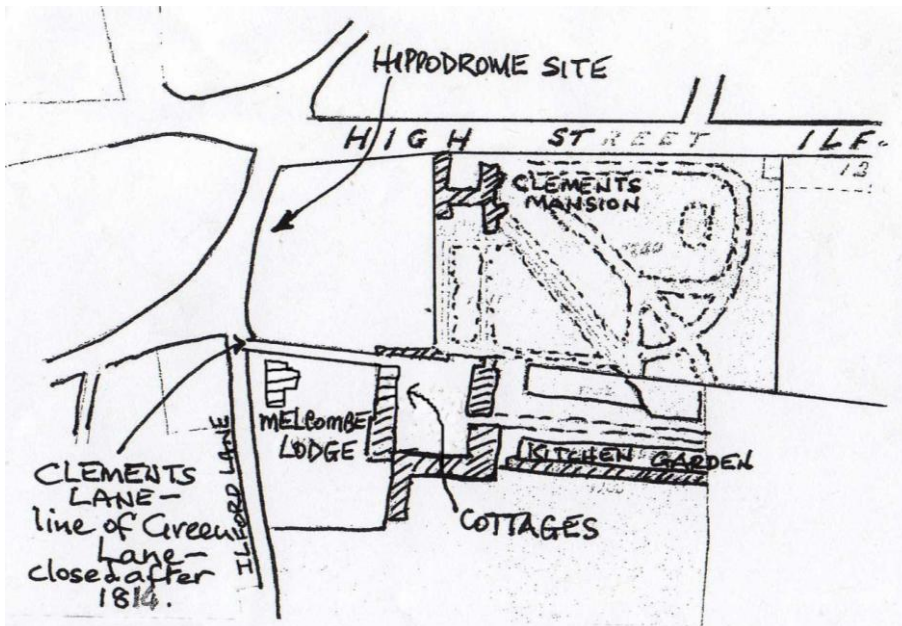 HIPPODROME SITE
HIGH STREET ILF.
13
CLEMENTS
MANSION
MELCOMBE
LODGE
ILFORD LANE
KITCHEN GARDEN
COTTAGES
CLEMENTS
LANE—
line of Green
Lane—
closed after
1814.